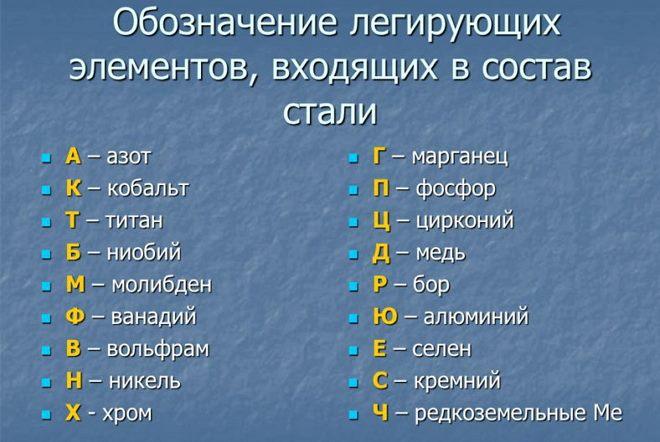 Обозначение легирующих
элементов, входящих в состав
стали
А – азот
К – кобальт
Т – титан
Б – ниобий
М – молибден
Ф – ванадий
В – вольфрам
Н – никель
Х - хром
Г – марганец
П – фосфор
Ц – цирконий
Д – медь
Р – бор
Ю – алюминий
Е – селен
С – кремний
Ч – редкоземельные Ме